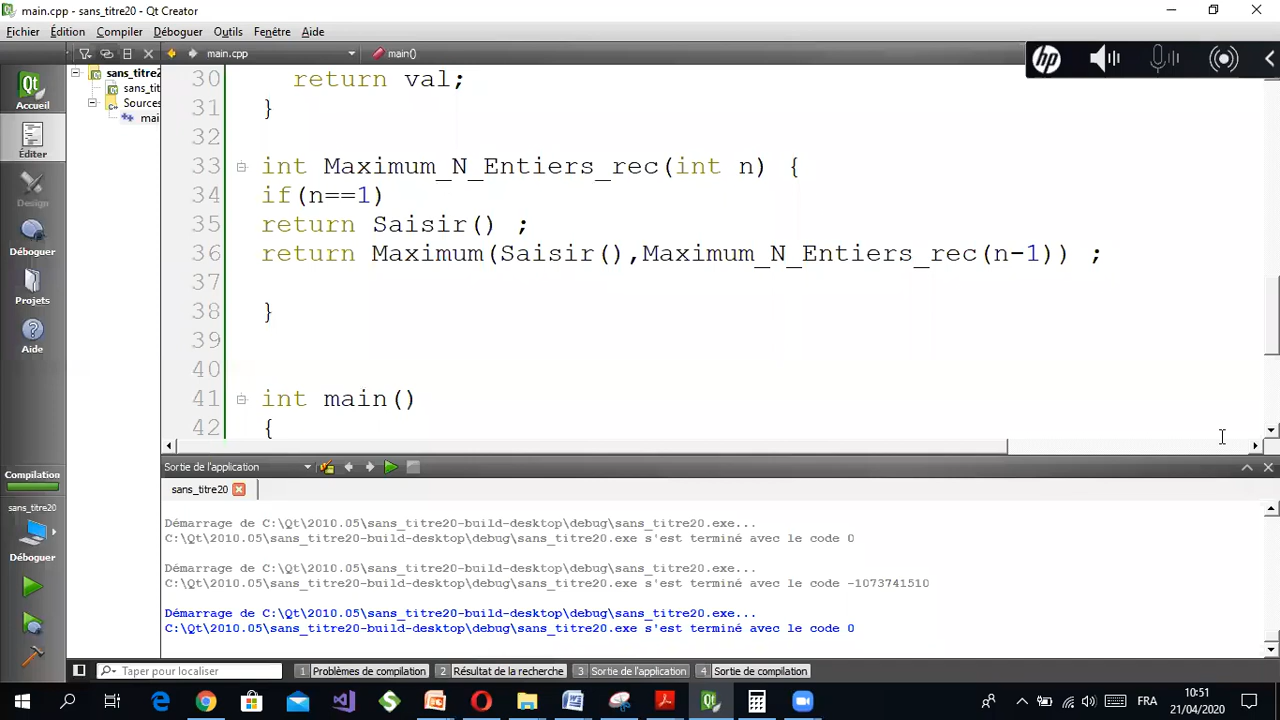 main.cpp - sans_titre20 - Qt Creator
Fichier Édition Compiler Déboguer Outils Fenêtre Aide
main.cpp main()
Accueil
Éditer
Design
Déboguer
Projets
Aide
Compilation
sans_titre20
Déboguer
sans_titre2
sans_tit
Sources
mai
hp
30 return val;
31 }
32
33 int Maximum_N_Entiers_rec(int n) {
34 if(n==1)
35 return Saisir() ;
36 return Maximum(Saisir(),Maximum_N_Entiers_rec(n-1)) ;
37
38 }
39
40
41 int main()
42 {
Sortie de l'application
sans_titre20
Démarrage de C:\Qt\2010.05\sans_titre20-build-desktop\debug\sans_titre20.exe...
C:\Qt\2010.05\sans_titre20-build-desktop\debug\sans_titre20.exe s'est terminé avec le code 0
Démarrage de C:\Qt\2010.05\sans_titre20-build-desktop\debug\sans_titre20.exe...
C:\Qt\2010.05\sans_titre20-build-desktop\debug\sans_titre20.exe s'est terminé avec le code -1073741510
Démarrage de C:\Qt\2010.05\sans_titre20-build-desktop\debug\sans_titre20.exe...
C:\Qt\2010.05\sans_titre20-build-desktop\debug\sans_titre20.exe s'est terminé avec le code 0
Taper pour localiser 1 Problèmes de compilation 2 Résultat de la recherche 3 Sortie de l'application 4 Sortie de compilation
FRA
10:51
21/04/2020